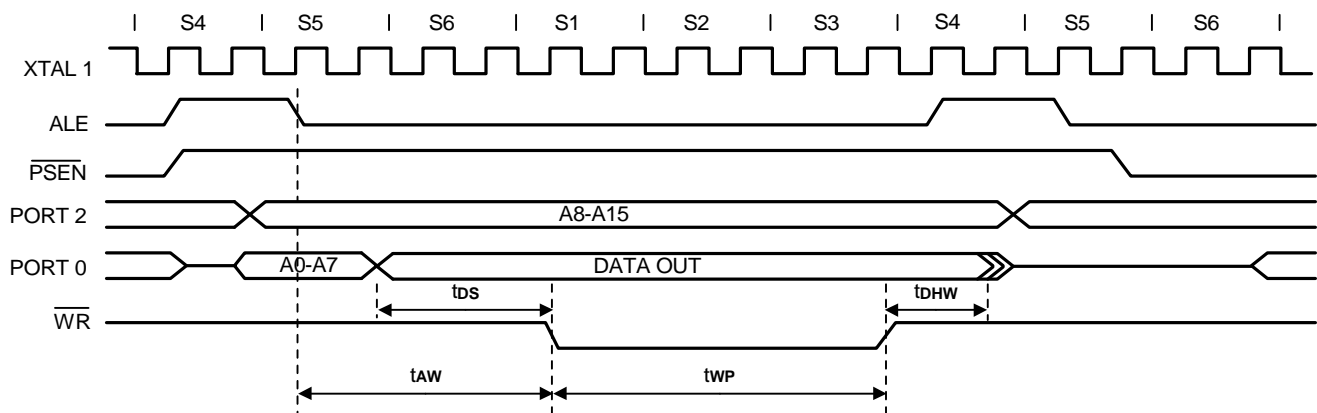 S4 S5 S6 S1 S2 S3 S4 S5 S6
XTAL 1
ALE
PSEN
PORT 2 A8-A15
PORT 0 A0-A7 DATA OUT
tDS tDHW
WR
tAW tWP